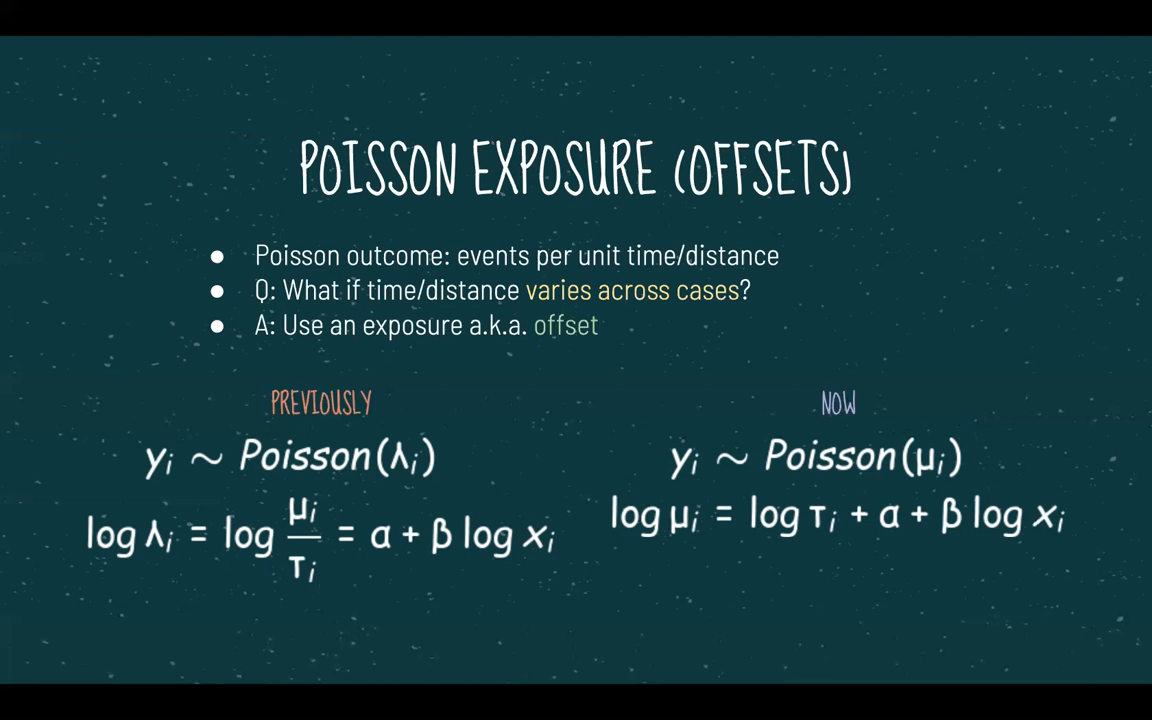 POISSON EXPOSURE (OFFSETS)
● Poisson outcome: events per unit time/distance
● Q: What if time/distance varies across cases?
● A: Use an exposure a.k.a. offset
PREVIOUSLY
yᵢ ~ Poisson(λᵢ)
log λᵢ = log μᵢ/τᵢ = α + β log xᵢ
NOW
yᵢ ~ Poisson(μᵢ)
log μᵢ = log τᵢ + α + β log xᵢ